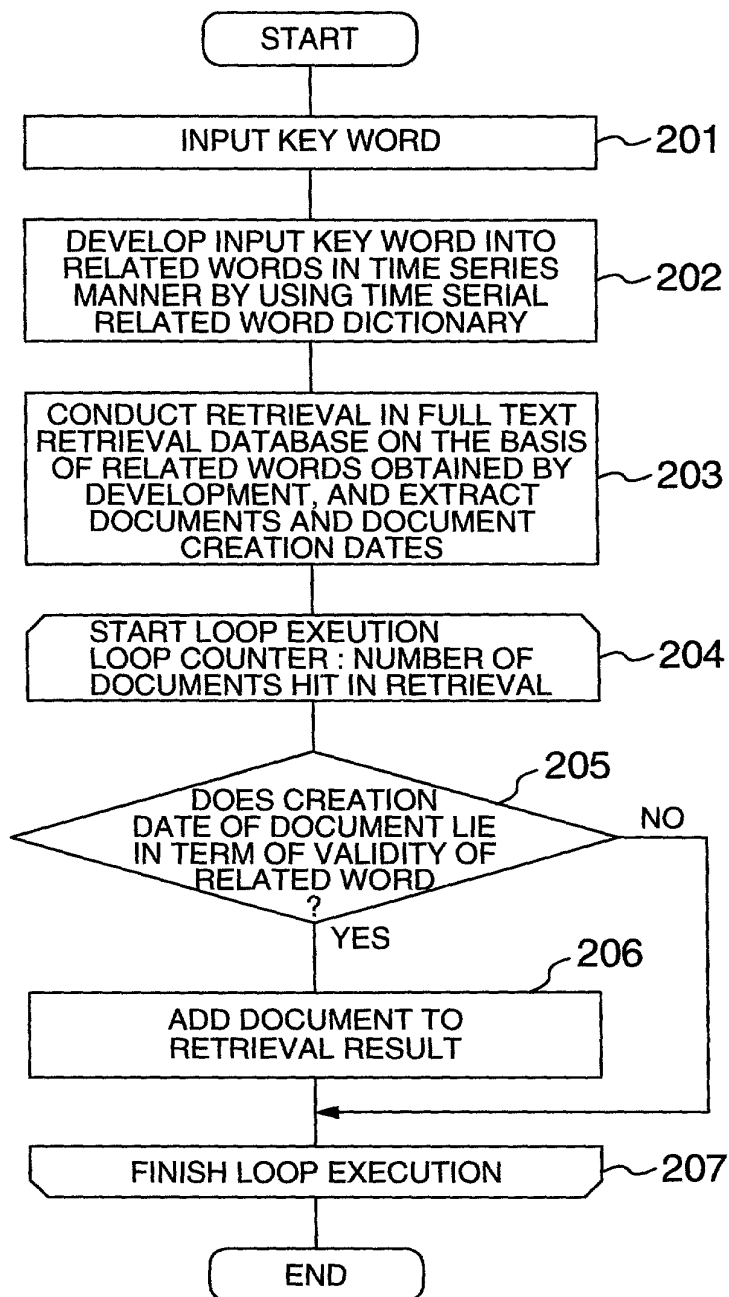 START
INPUT KEY WORD
201
DEVELOP INPUT KEY WORD INTO
RELATED WORDS IN TIME SERIES
MANNER BY USING TIME SERIAL
RELATED WORD DICTIONARY
202
CONDUCT RETRIEVAL IN FULL TEXT
RETRIEVAL DATABASE ON THE BASIS
OF RELATED WORDS OBTAINED BY
DEVELOPMENT, AND EXTRACT
DOCUMENTS AND DOCUMENT
CREATION DATES
203
START LOOP EXEUTION
LOOP COUNTER : NUMBER OF
DOCUMENTS HIT IN RETRIEVAL
204
205
DOES CREATION
DATE OF DOCUMENT LIE
IN TERM OF VALIDITY OF
RELATED WORD
?
NO
YES
206
ADD DOCUMENT TO
RETRIEVAL RESULT
FINISH LOOP EXECUTION
207
END